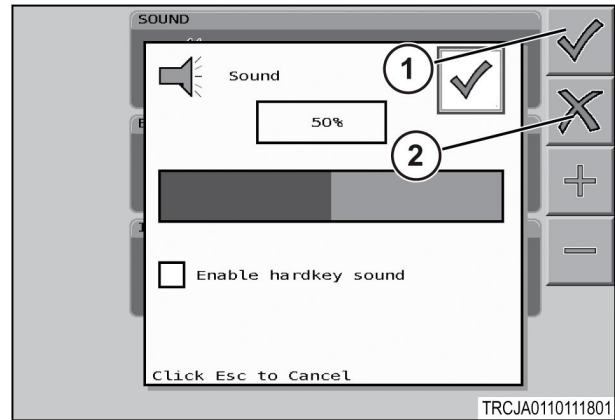 SOUND
Sound
1
50%
2
Enable hardkey sound
Click Esc to Cancel
TRCJA0110111801